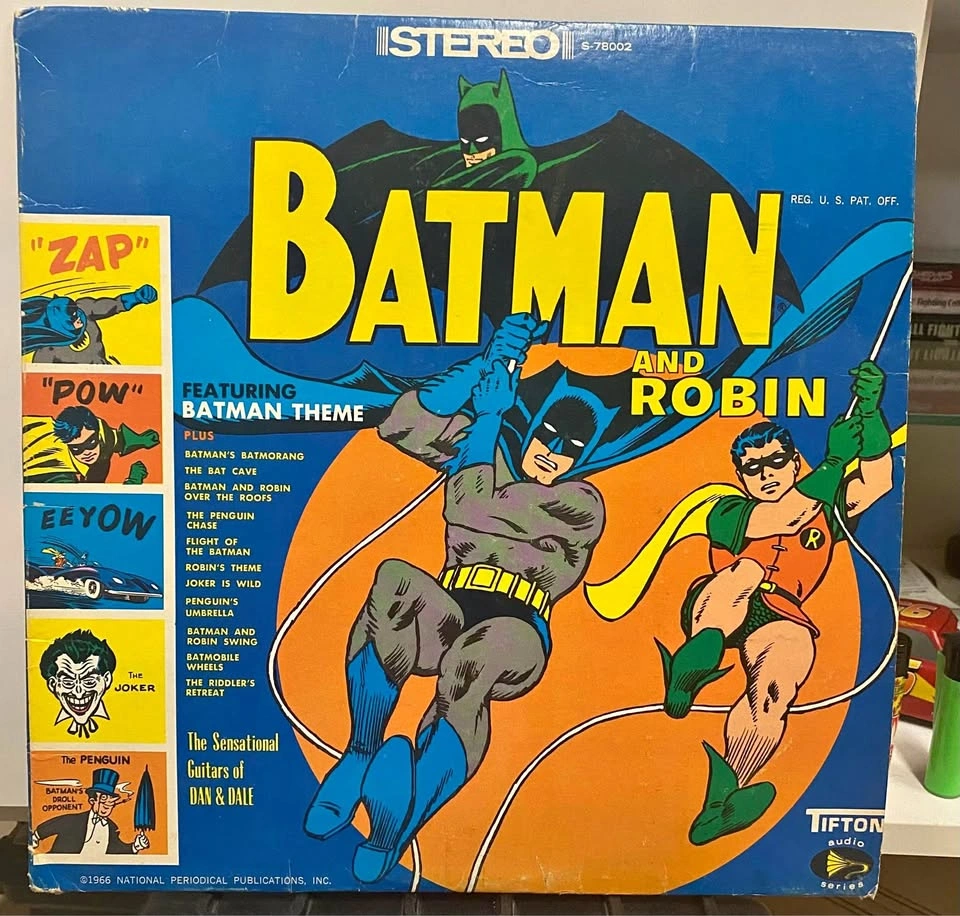 STEREO
S-78002
BATMAN
REG. U. S. PAT. OFF.
AND
ROBIN
"ZAP"
"POW"
EEYOW
THE
JOKER
The PENGUIN
BATMAN'S
DROLL
OPPONENT
FEATURING
BATMAN THEME
PLUS
BATMAN'S BATMORANG
THE BAT CAVE
BATMAN AND ROBIN
OVER THE ROOFS
THE PENGUIN
CHASE
FLIGHT OF
THE BATMAN
ROBIN'S THEME
JOKER IS WILD
PENGUIN'S
UMBRELLA
BATMAN AND
ROBIN SWING
BATMOBILE
WHEELS
THE RIDDLER'S
RETREAT
The Sensational
Guitars of
DAN & DALE
R
TIFTON
audio
series
©1966 NATIONAL PERIODICAL PUBLICATIONS, INC.